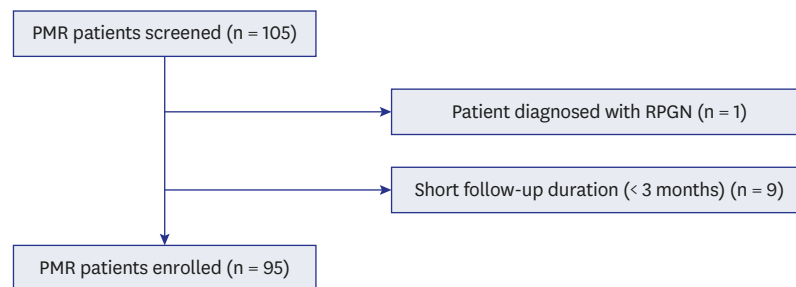 PMR patients screened (n = 105)
Patient diagnosed with RPGN (n = 1)
Short follow-up duration (< 3 months) (n = 9)
PMR patients enrolled (n = 95)